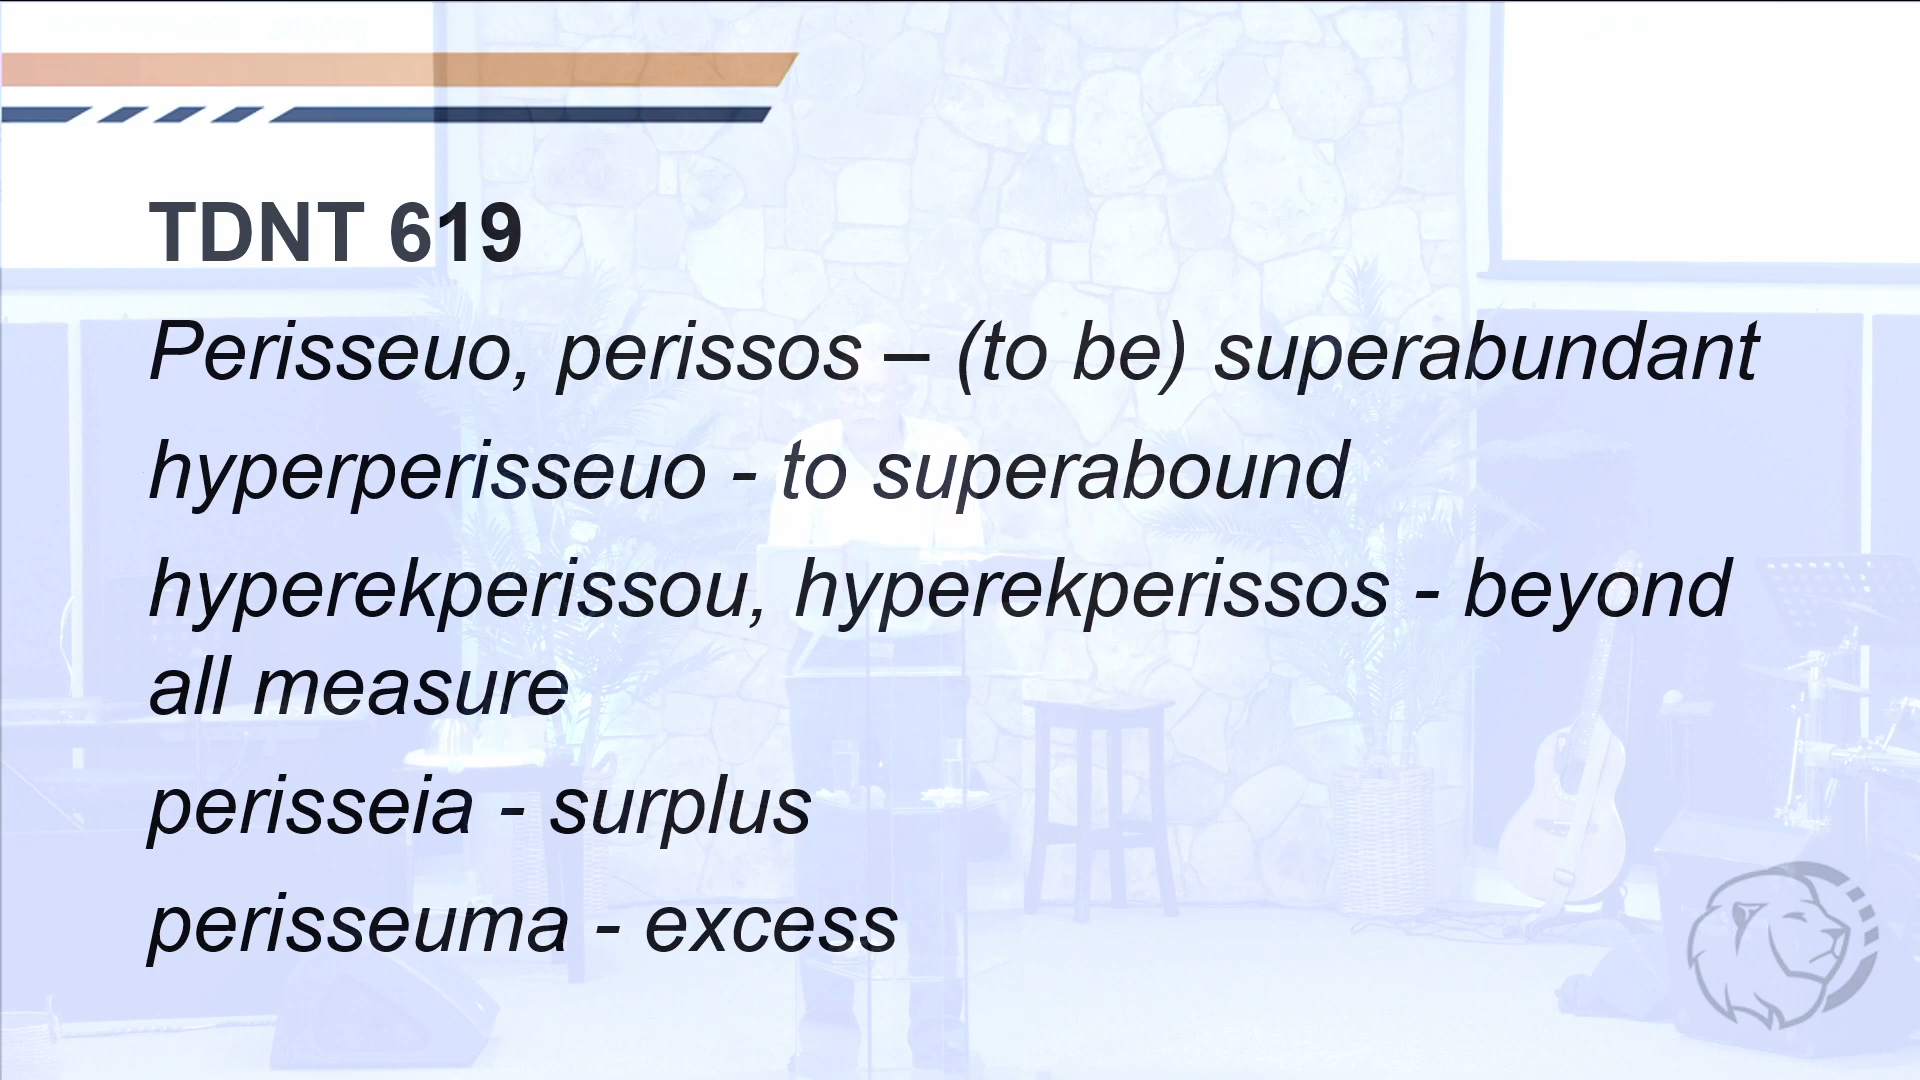 TDNT 619
Perisseuo, perissos – (to be) superabundant
hyperperisseuo - to superabound
hyperekperissou, hyperekperissos - beyond
all measure
perisseia - surplus
perisseuma - excess